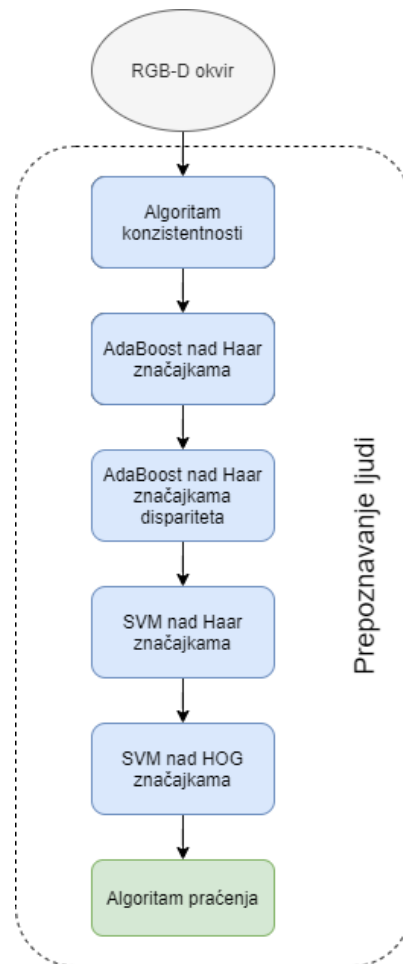 RGB-D okvir
Algoritam
konzistentnosti
AdaBoost nad Haar
značajkama
AdaBoost nad Haar
značajkama
dispariteta
SVM nad Haar
značajkama
SVM nad HOG
značajkama
Algoritam praćenja
Prepoznavanje ljudi